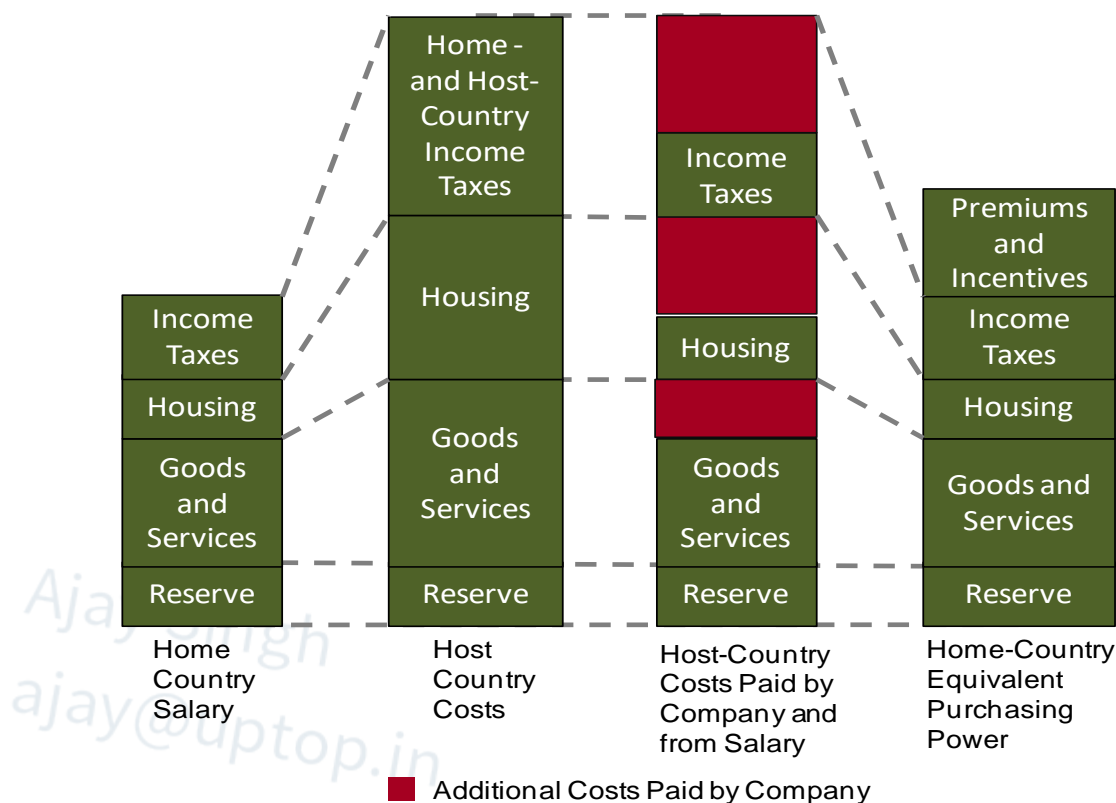 Income
Taxes
Housing
Goods
and
Services
Reserve
Home
Country
Salary
Home -
and Host-
Country
Income
Taxes
Housing
Goods
and
Services
Reserve
Host
Country
Costs
Income
Taxes
Housing
Goods
and
Services
Reserve
Host-Country
Costs Paid by
Company and
from Salary
Premiums
and
Incentives
Income
Taxes
Housing
Goods and
Services
Reserve
Home-Country
Equivalent
Purchasing
Power
Additional Costs Paid by Company
Ajay Singh
ajay@uptop.in